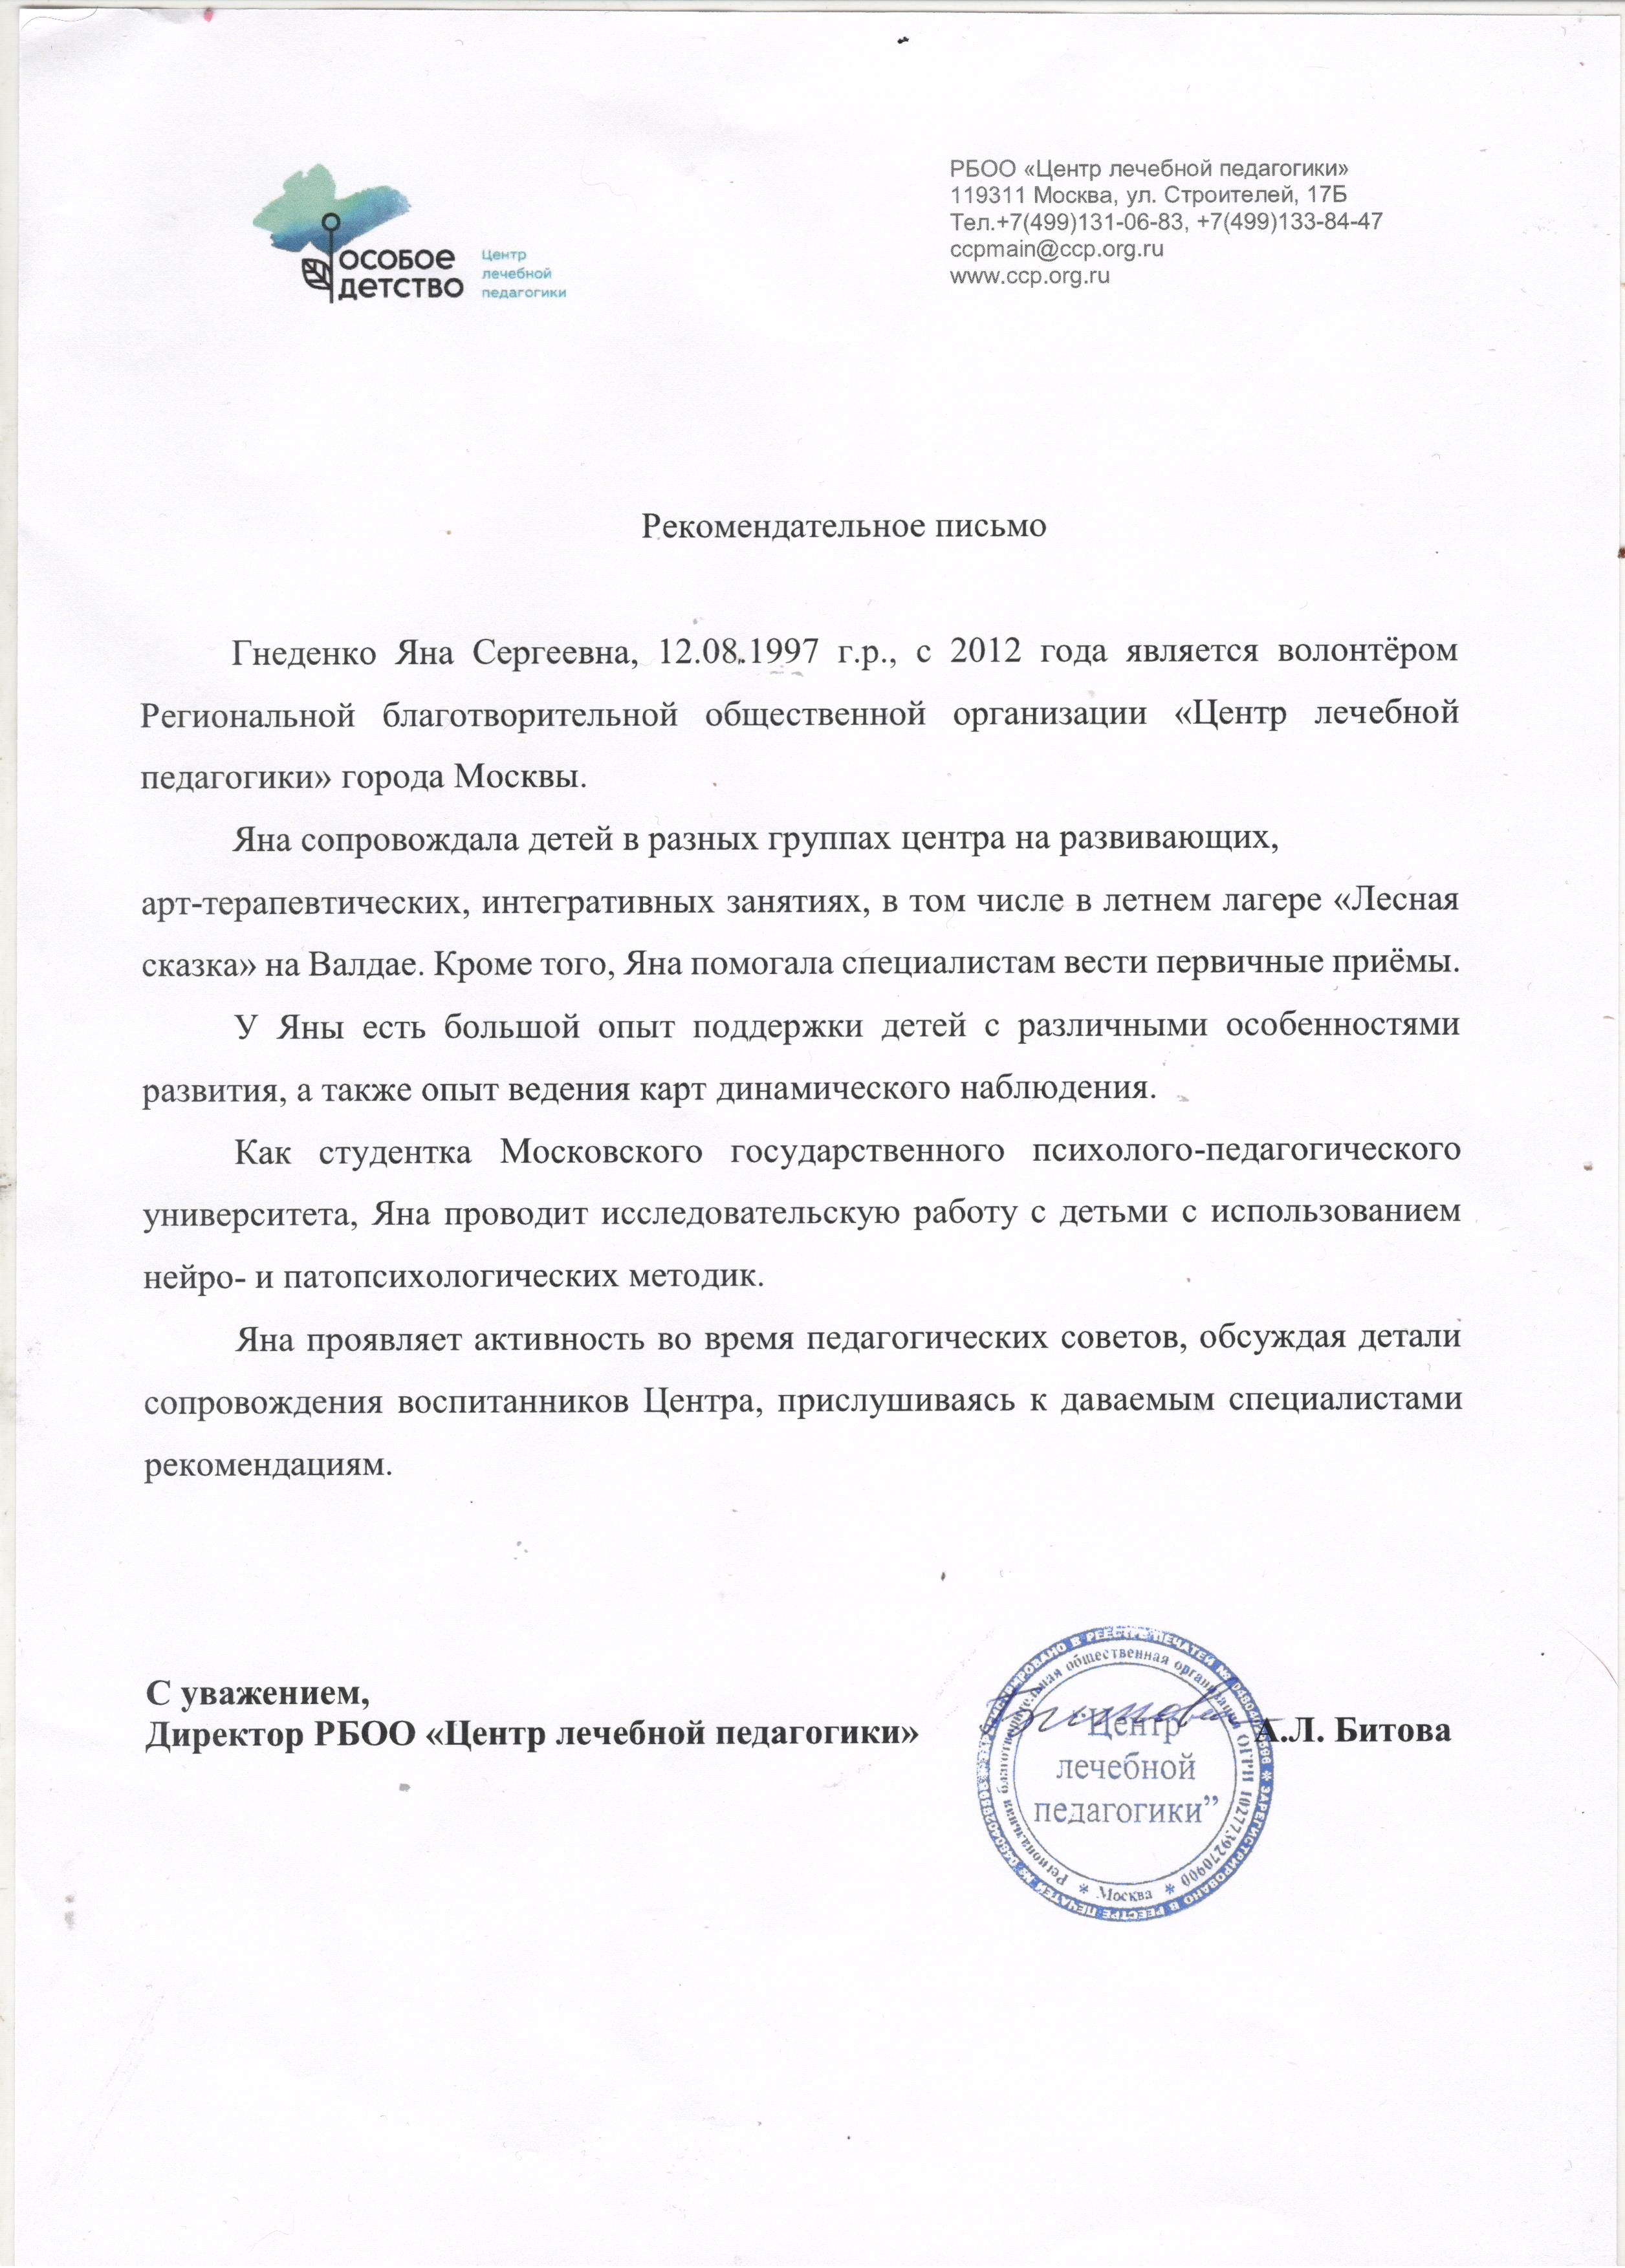 особое
детство
Центр
лечебной
педагогики
РБОО «Центр лечебной педагогики»
119311 Москва, ул. Строителей, 17Б
Тел.+7(499)131-06-83, +7(499)133-84-47
ccpmain@ccp.org.ru
www.ccp.org.ru
Рекомендательное письмо
Гнеденко Яна Сергеевна, 12.08.1997 г.р., с 2012 года является волонтёром
Региональной благотворительной общественной организации «Центр лечебной
педагогики» города Москвы.
Яна сопровождала детей в разных группах центра на развивающих,
арт-терапевтических, интегративных занятиях, в том числе в летнем лагере «Лесная
сказка» на Валдае. Кроме того, Яна помогала специалистам вести первичные приёмы.
У Яны есть большой опыт поддержки детей с различными особенностями
развития, а также опыт ведения карт динамического наблюдения.
Как студентка Московского государственного психолого-педагогического
университета, Яна проводит исследовательскую работу с детьми с использованием
нейро- и патопсихологических методик.
Яна проявляет активность во время педагогических советов, обсуждая детали
сопровождения воспитанников Центра, прислушиваясь к даваемым специалистами
рекомендациям.
С уважением,
Директор РБОО «Центр лечебной педагогики» А.Л. Битова
"Центр
лечебной
педагогики”
Региональная благотворительная общественная организация ОГРН 1027739270900
* Москва *
ЗАРЕГИСТРИРОВАНО В РЕЕСТРЕ ПЕЧАТЕЙ №